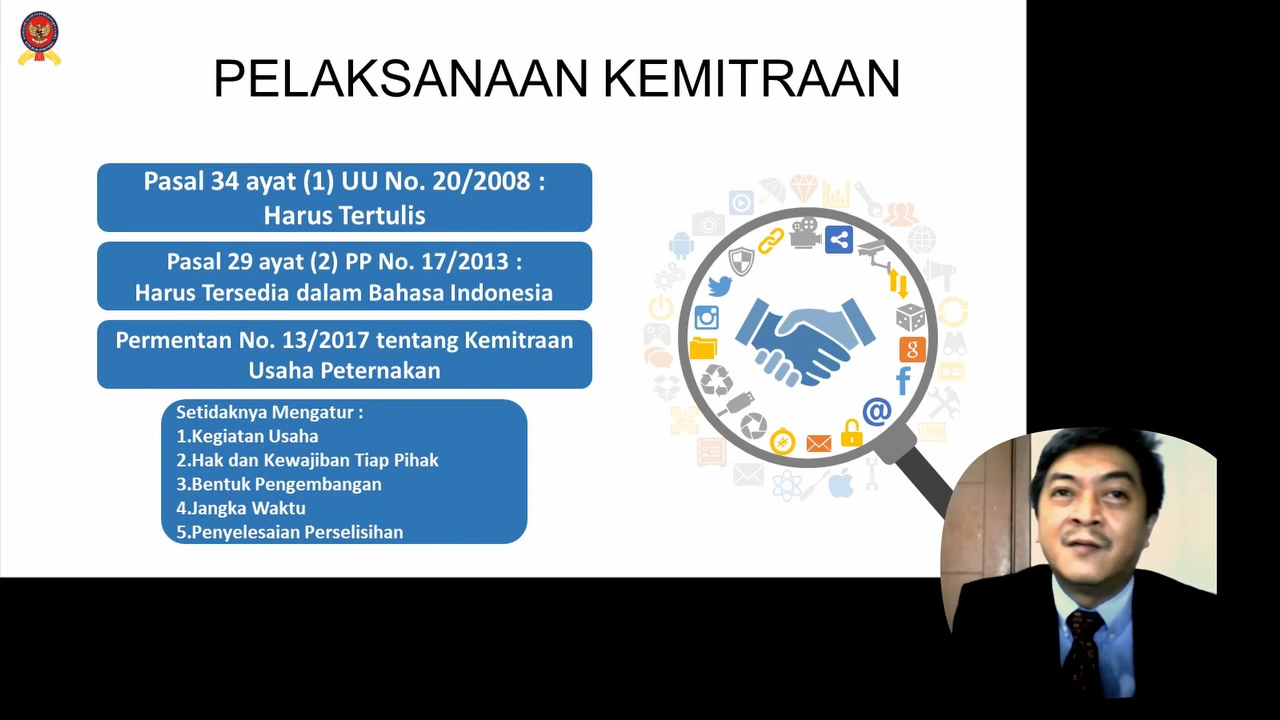 PELAKSANAAN KEMITRAAN
Pasal 34 ayat (1) UU No. 20/2008 :
Harus Tertulis
Pasal 29 ayat (2) PP No. 17/2013 :
Harus Tersedia dalam Bahasa Indonesia
Permentan No. 13/2017 tentang Kemitraan
Usaha Peternakan
Setidaknya Mengatur :
1.Kegiatan Usaha
2.Hak dan Kewajiban Tiap Pihak
3.Bentuk Pengembangan
4.Jangka Waktu
5.Penyelesaian Perselisihan